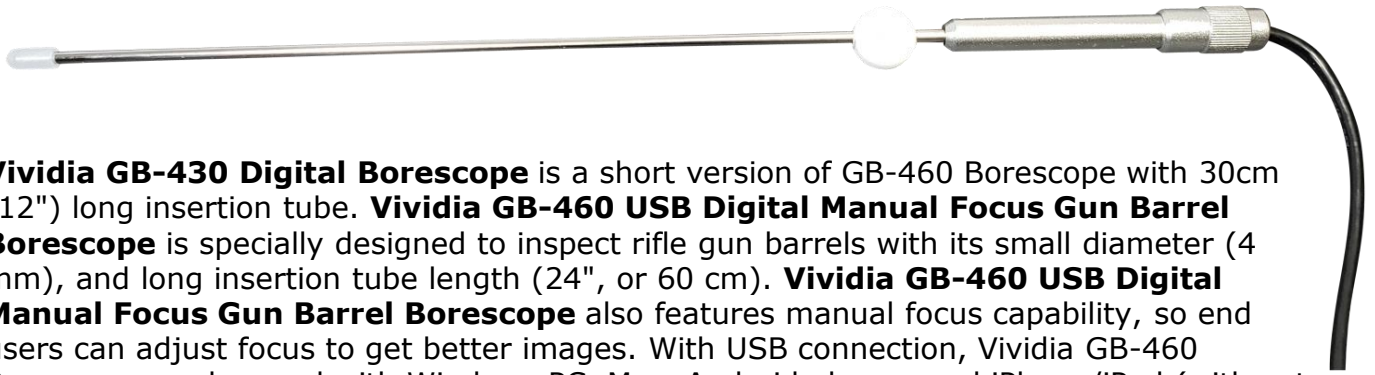 Vividia GB-430 Digital Borescope is a short version of GB-460 Borescope with 30cm
12") long insertion tube. Vividia GB-460 USB Digital Manual Focus Gun Barrel
Borescope is specially designed to inspect rifle gun barrels with its small diameter (4
mm), and long insertion tube length (24", or 60 cm). Vividia GB-460 USB Digital
Manual Focus Gun Barrel Borescope also features manual focus capability, so end
users can adjust focus to get better images. With USB connection, Vividia GB-460